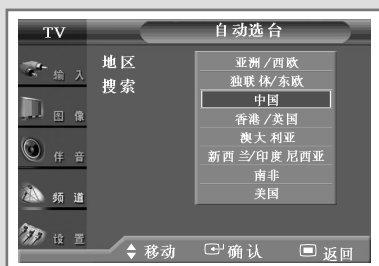 TV
自动选台
输 入
图 像
伴 音
频 道
设 置
地区
搜索
亚洲/西欧
独联体/东欧
中国
香港/英国
澳大利亚
新西兰/印度尼西亚
南非
美国
移动
确认
返回